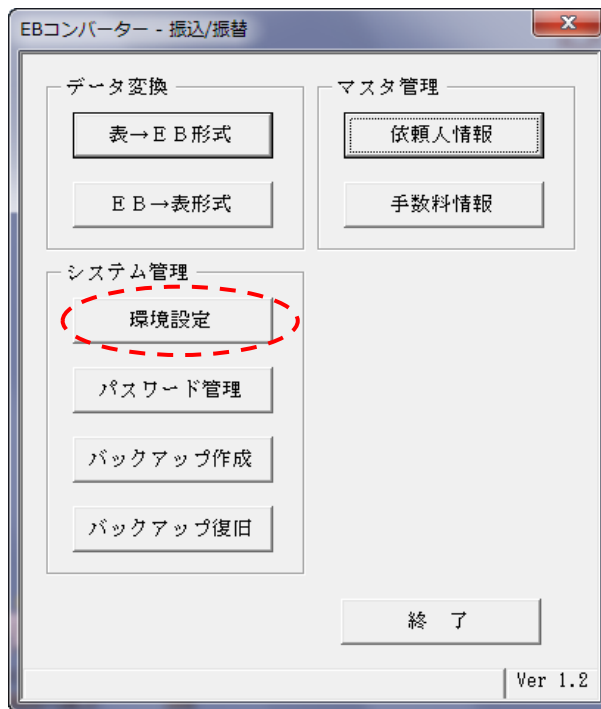 EBコンバーター - 振込/振替
データ変換
表→ＥＢ形式
ＥＢ→表形式
マスタ管理
依頼人情報
手数料情報
システム管理
環境設定
パスワード管理
バックアップ作成
バックアップ復旧
終　了
Ver 1.2